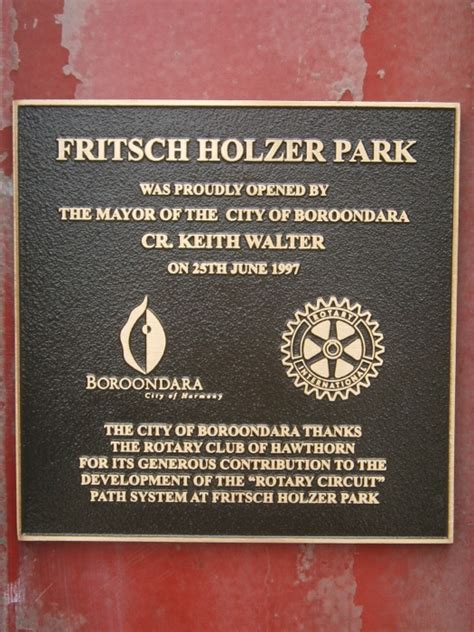 FRITSCH HOLZER PARK
WAS PROUDLY OPENED BY
THE MAYOR OF THE CITY OF BOROONDARA
CR. KEITH WALTER
ON 25TH JUNE 1997
BOROONDARA
City of Harmony
ROTARY
INTERNATIONAL
THE CITY OF BOROONDARA THANKS
THE ROTARY CLUB OF HAWTHORN
FOR ITS GENEROUS CONTRIBUTION TO THE
DEVELOPMENT OF THE “ROTARY CIRCUIT”
PATH SYSTEM AT FRITSCH HOLZER PARK